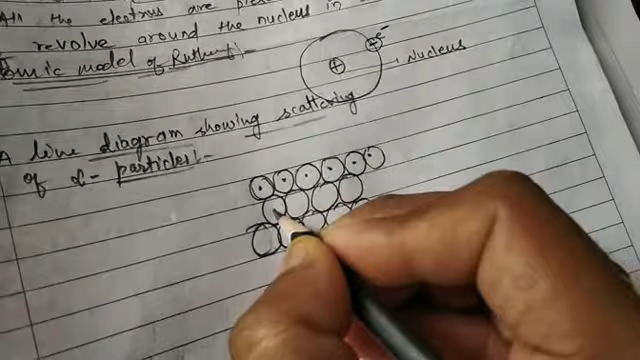 All the electrons are
revolve around the nucleus in
Atomic model of Rutherford:-
e-
+
Nucleus
A line diagram showing scattering
of α- particles:-